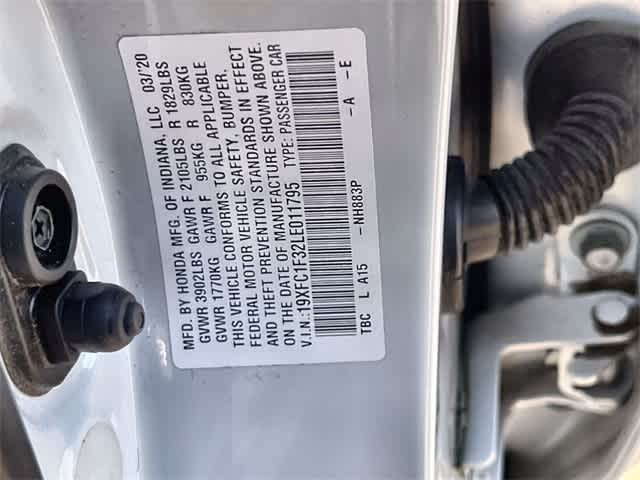 MFD. BY HONDA MFG. OF INDIANA, LLC 03/'20
GVWR 3902LBS GAWR F 2105LBS R 1829LBS
GVWR 1770KG GAWR F 955KG R 830KG
THIS VEHICLE CONFORMS TO ALL APPLICABLE
FEDERAL MOTOR VEHICLE SAFETY, BUMPER,
AND THEFT PREVENTION STANDARDS IN EFFECT
ON THE DATE OF MANUFACTURE SHOWN ABOVE.
V.I.N.:19XFC1F32LE011795 TYPE: PASSENGER CAR
TBC L A15 -NH883P -A -E